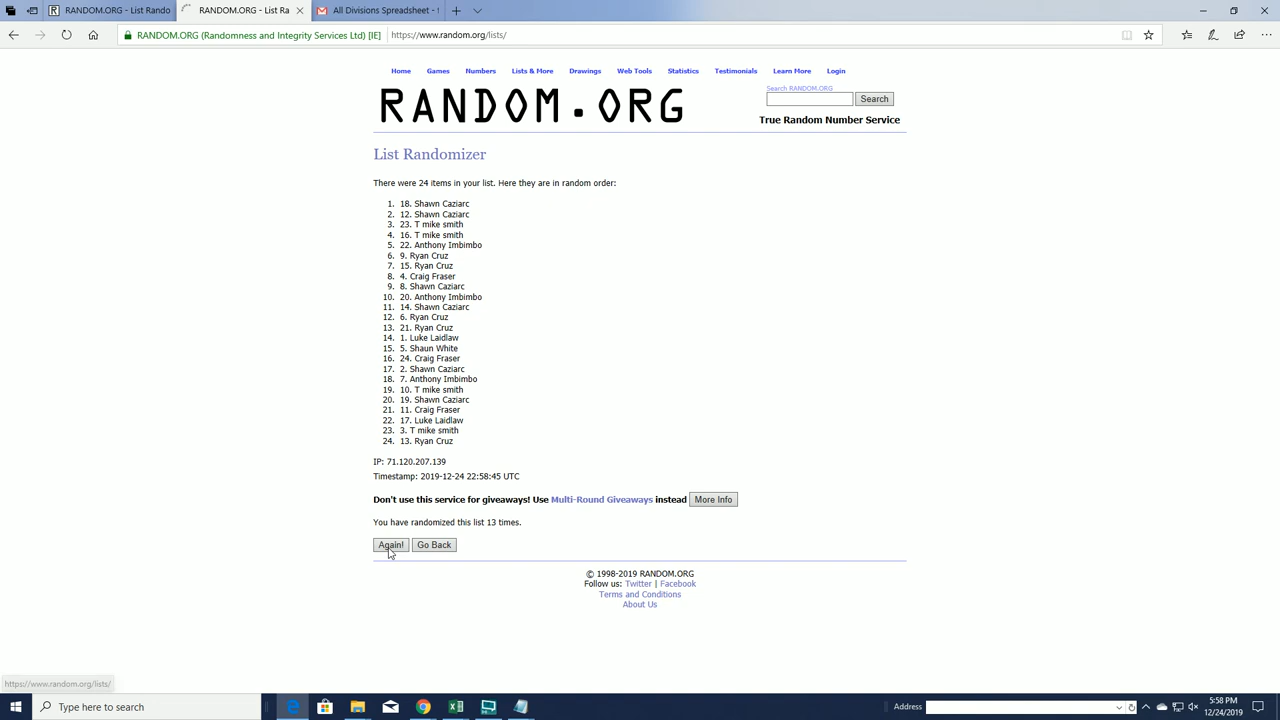 RANDOM.ORG - List Rando
RANDOM.ORG - List Ra
All Divisions Spreadsheet -
RANDOM.ORG (Randomness and Integrity Services Ltd) [IE]
https://www.random.org/lists/
Home Games Numbers Lists & More Drawings Web Tools Statistics Testimonials Learn More Login
RANDOM.ORG
Search RANDOM.ORG
Search
True Random Number Service
List Randomizer
There were 24 items in your list. Here they are in random order:
1. 18. Shawn Caziarc
2. 12. Shawn Caziarc
3. 23. T mike smith
4. 16. T mike smith
5. 22. Anthony Imbimbo
6. 9. Ryan Cruz
7. 15. Ryan Cruz
8. 4. Craig Fraser
9. 8. Shawn Caziarc
10. 20. Anthony Imbimbo
11. 14. Shawn Caziarc
12. 6. Ryan Cruz
13. 21. Ryan Cruz
14. 1. Luke Laidlaw
15. 5. Shaun White
16. 24. Craig Fraser
17. 2. Shawn Caziarc
18. 7. Anthony Imbimbo
19. 10. T mike smith
20. 19. Shawn Caziarc
21. 11. Craig Fraser
22. 17. Luke Laidlaw
23. 3. T mike smith
24. 13. Ryan Cruz
IP: 71.120.207.139
Timestamp: 2019-12-24 22:58:45 UTC
Don't use this service for giveaways! Use Multi-Round Giveaways instead More Info
You have randomized this list 13 times.
Again! Go Back
© 1998-2019 RANDOM.ORG
Follow us: Twitter | Facebook
Terms and Conditions
About Us
https://www.random.org/lists/
Type here to search
Address
5:58 PM
12/24/2019